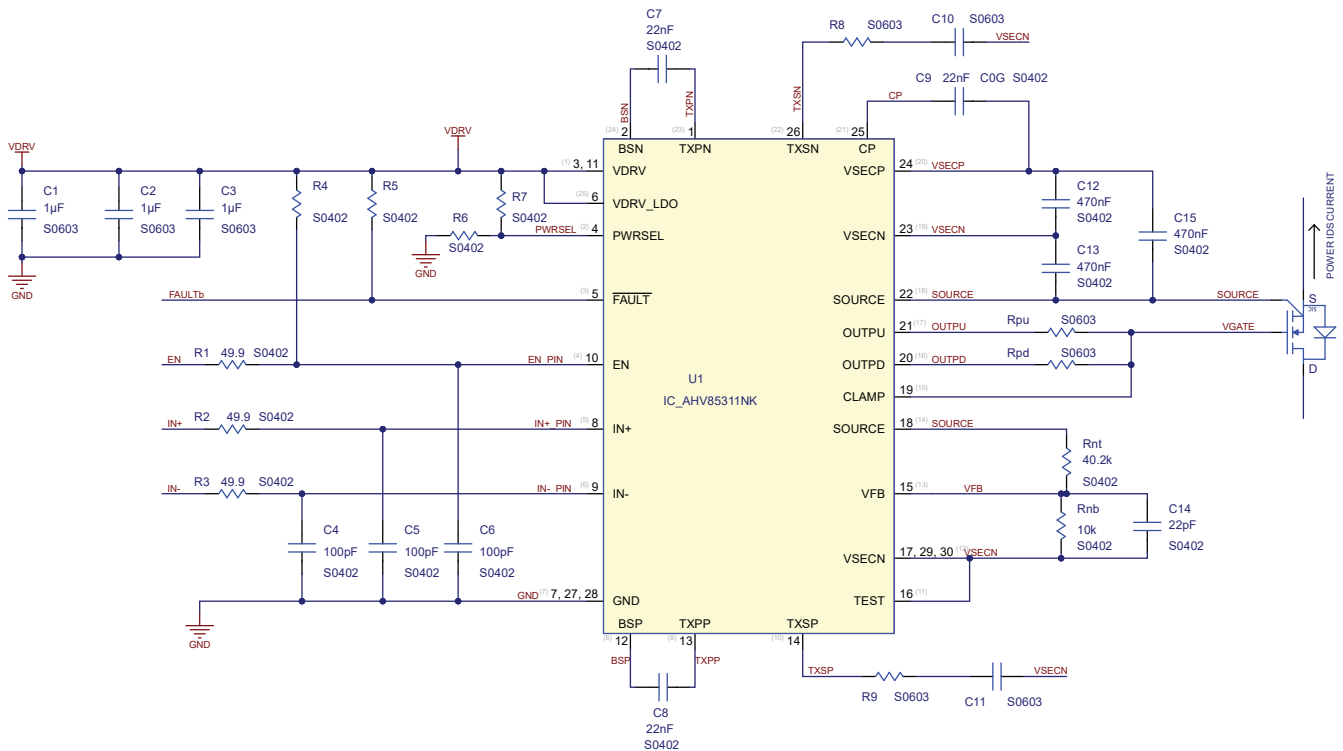 C7
22nF
S0402
R8 S0603
C10 S0603
VSECN
C9 22nF C0G S0402
CP
BSN
TXPN
TXSN
(24) 2
(23) 1
(22) 26
(21) 25
BSN
TXPN
TXSN
CP
VDRV
VDRV
(1) 3, 11
VDRV
VSECP
24 (20) VSECP
C1
1µF
S0603
C2
1µF
S0603
C3
1µF
S0603
R4
S0402
R5
S0402
R7
S0402
(25) 6
VDRV_LDO
C12
470nF
S0402
C15
470nF
S0402
R6
S0402
PWRSEL (2) 4
PWRSEL
VSECN
23 (19) VSECN
GND
GND
C13
470nF
S0402
POWER IDS CURRENT
FAULTb
(3) 5
FAULT
SOURCE
22 (18) SOURCE
SOURCE
S
SIC
D
OUTPU
21 (17) OUTPU
Rpu S0603
VGATE
EN
R1 49.9 S0402
EN_PIN (4) 10
EN
OUTPD
20 (16) OUTPD
Rpd S0603
U1
IC_AHV85311NK
CLAMP
19 (15)
IN+
R2 49.9 S0402
IN+_PIN (5) 8
IN+
SOURCE
18 (14) SOURCE
Rnt
40.2k
S0402
IN-
R3 49.9 S0402
IN-_PIN (6) 9
IN-
VFB
15 (13) VFB
Rnb
10k
S0402
C14
22pF
S0402
C4
100pF
S0402
C5
100pF
S0402
C6
100pF
S0402
VSECN
17, 29, 30 (12) VSECN
GND (7) 7, 27, 28
GND
TEST
16 (11)
GND
BSP
TXPP
TXSP
(8) 12
(9) 13
(10) 14
BSP
TXPP
TXSP
R9 S0603
C11 S0603
VSECN
C8
22nF
S0402